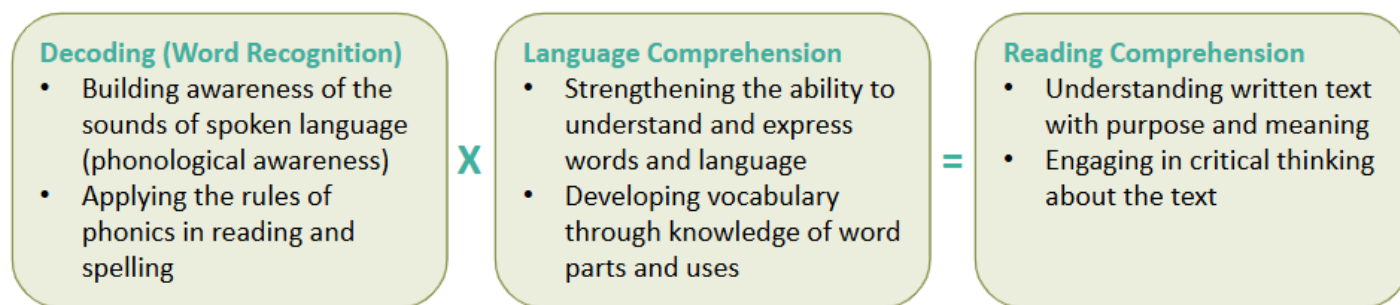 Decoding (Word Recognition)
• Building awareness of the
sounds of spoken language
(phonological awareness)
• Applying the rules of
phonics in reading and
spelling
X
Language Comprehension
• Strengthening the ability to
understand and express
words and language
• Developing vocabulary
through knowledge of word
parts and uses
=
Reading Comprehension
• Understanding written text
with purpose and meaning
• Engaging in critical thinking
about the text